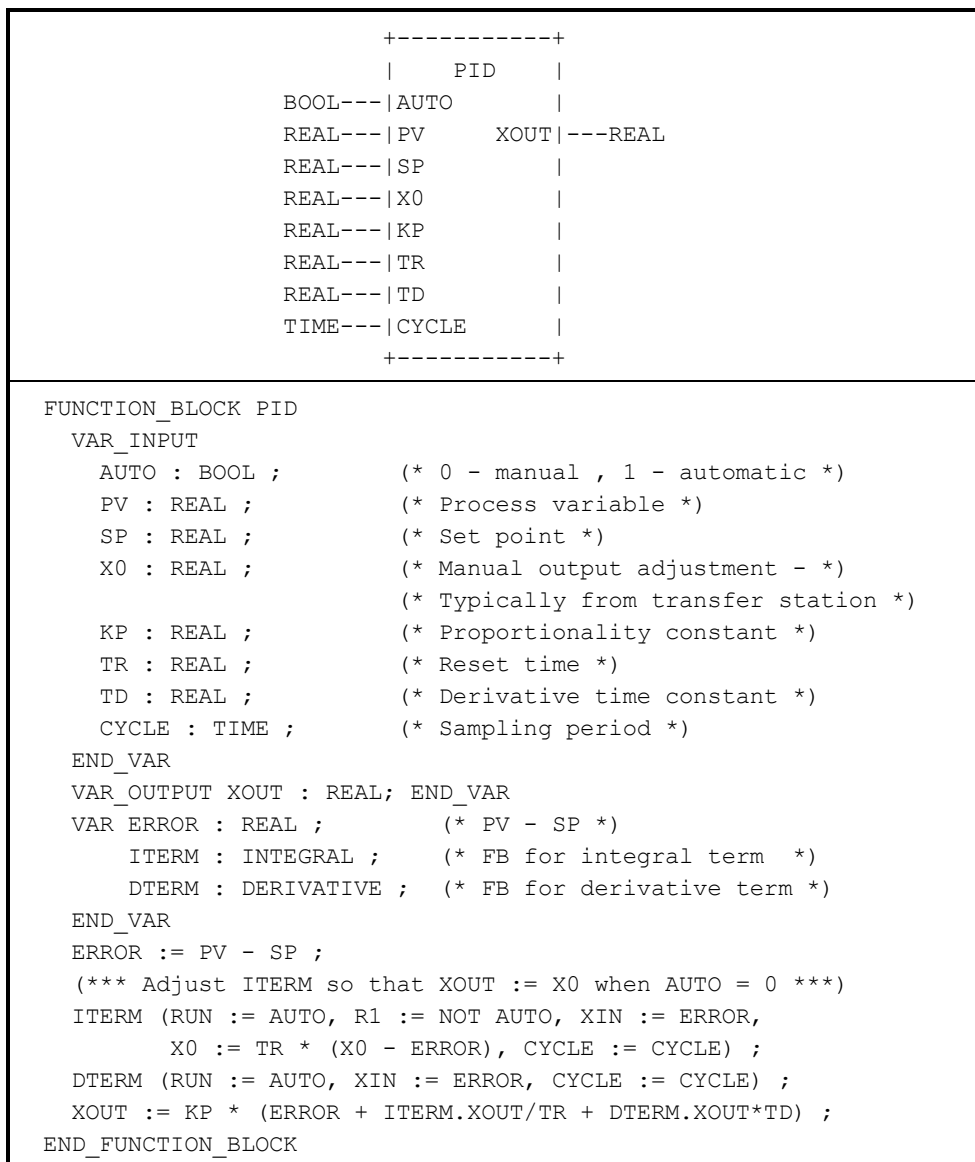 +-----------+
                  |    PID    |
           BOOL---|AUTO       |
           REAL---|PV     XOUT|---REAL
           REAL---|SP         |
           REAL---|X0         |
           REAL---|KP         |
           REAL---|TR         |
           REAL---|TD         |
           TIME---|CYCLE      |
                  +-----------+
FUNCTION_BLOCK PID
  VAR_INPUT
    AUTO : BOOL ;          (* 0 - manual , 1 - automatic *)
    PV : REAL ;            (* Process variable *)
    SP : REAL ;            (* Set point *)
    X0 : REAL ;            (* Manual output adjustment - *)
                           (* Typically from transfer station *)
    KP : REAL ;            (* Proportionality constant *)
    TR : REAL ;            (* Reset time *)
    TD : REAL ;            (* Derivative time constant *)
    CYCLE : TIME ;         (* Sampling period *)
  END_VAR
  VAR_OUTPUT XOUT : REAL; END_VAR
  VAR ERROR : REAL ;         (* PV - SP *)
      ITERM : INTEGRAL ;     (* FB for integral term  *)
      DTERM : DERIVATIVE ;   (* FB for derivative term *)
  END_VAR
  ERROR := PV - SP ;
  (*** Adjust ITERM so that XOUT := X0 when AUTO = 0 ***)
  ITERM (RUN := AUTO, R1 := NOT AUTO, XIN := ERROR,
         X0 := TR * (X0 - ERROR), CYCLE := CYCLE) ;
  DTERM (RUN := AUTO, XIN := ERROR, CYCLE := CYCLE) ;
  XOUT := KP * (ERROR + ITERM.XOUT/TR + DTERM.XOUT*TD) ;
END_FUNCTION_BLOCK